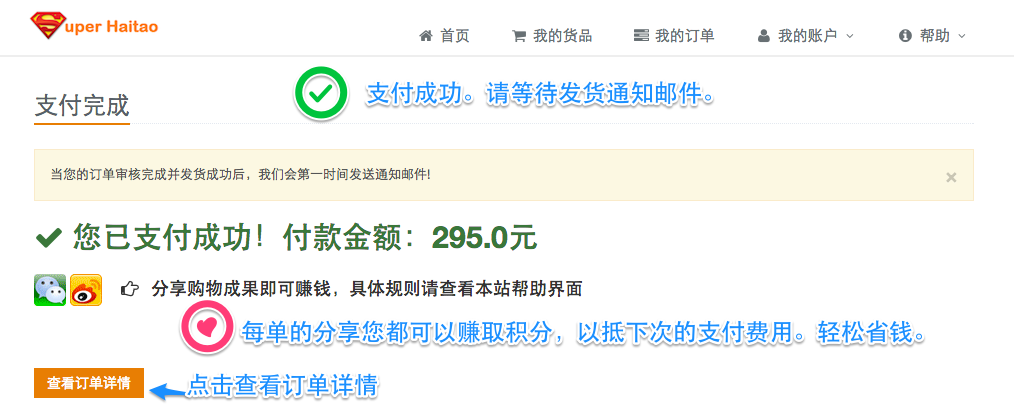 uper Haitao
首页 我的货品 我的订单 我的账户 帮助
支付成功。请等待发货通知邮件。
支付完成
当您的订单审核完成并发货成功后，我们会第一时间发送通知邮件!
×
您已支付成功！付款金额：295.0元
分享购物成果即可赚钱，具体规则请查看本站帮助界面
每单的分享您都可以赚取积分，以抵下次的支付费用。轻松省钱。
查看订单详情 点击查看订单详情